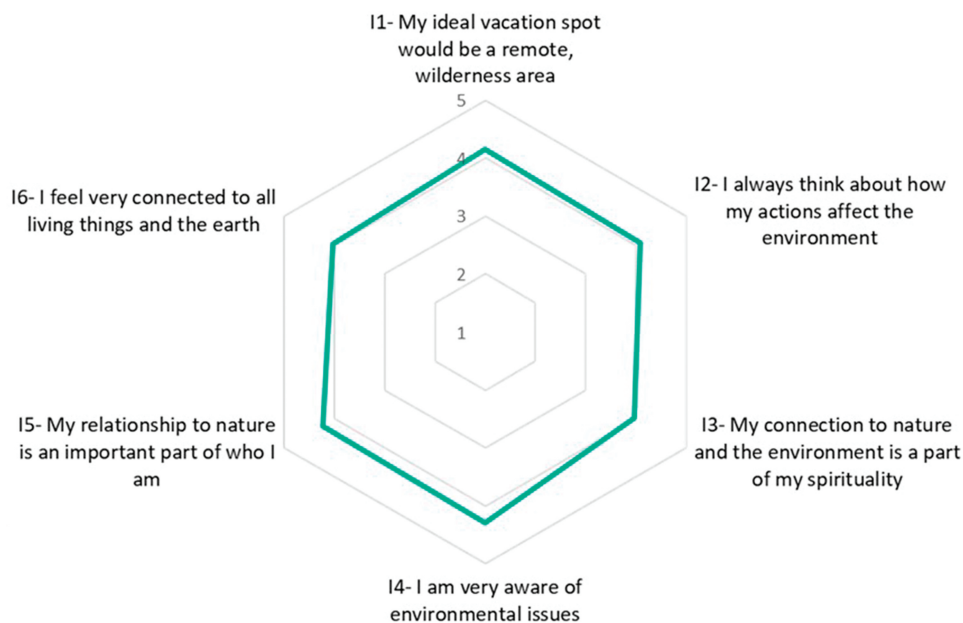 I1- My ideal vacation spot
would be a remote,
wilderness area
5
4
3
2
1
I2- I always think about how
my actions affect the
environment
I3- My connection to nature
and the environment is a part
of my spirituality
I4- I am very aware of
environmental issues
I5- My relationship to nature
is an important part of who I
am
I6- I feel very connected to all
living things and the earth